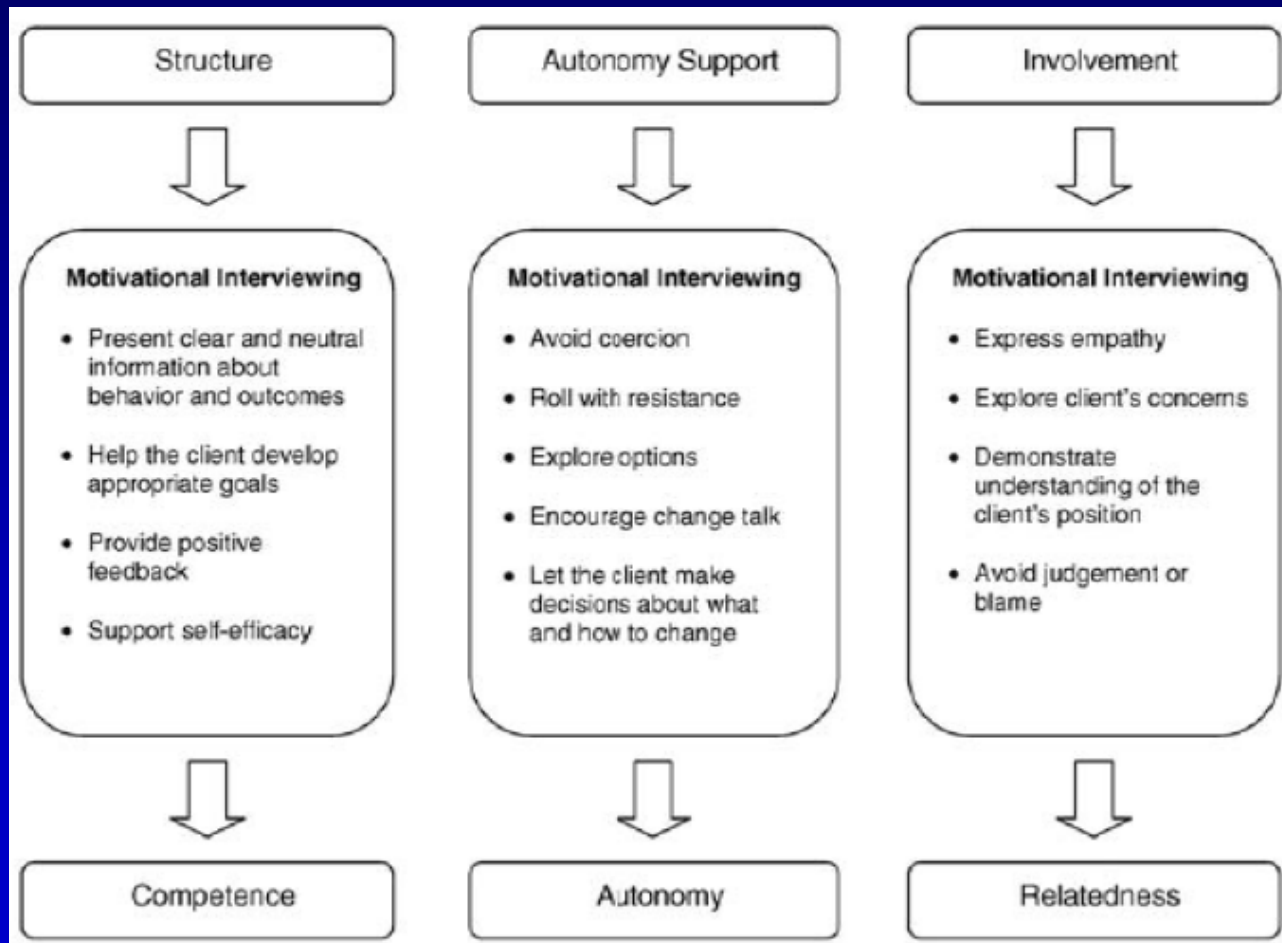 Structure
Autonomy Support
Involvement
Motivational Interviewing
• Present clear and neutral
information about
behavior and outcomes
• Help the client develop
appropriate goals
• Provide positive
feedback
• Support self-efficacy
Motivational Interviewing
• Avoid coercion
• Roll with resistance
• Explore options
• Encourage change talk
• Let the client make
decisions about what
and how to change
Motivational Interviewing
• Express empathy
• Explore client's concerns
• Demonstrate
understanding of the
client's position
• Avoid judgement or
blame
Competence
Autonomy
Relatedness